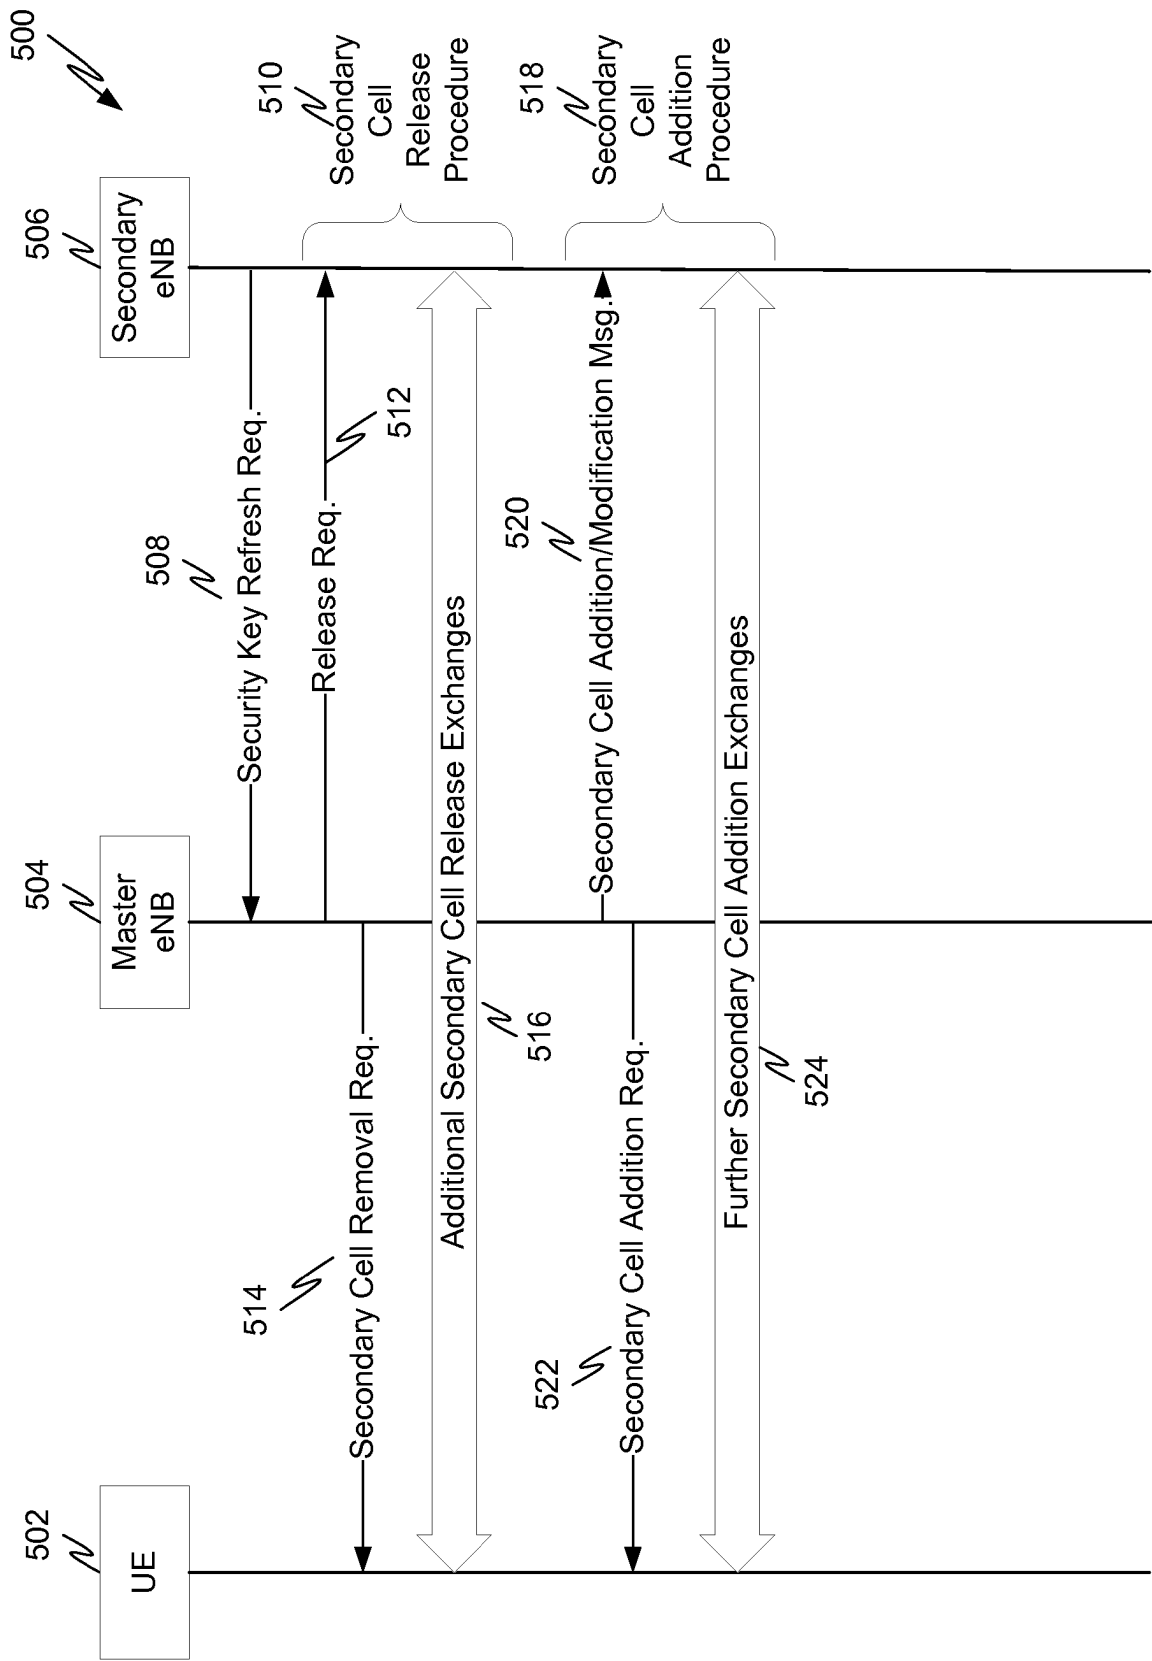 500
502
UE
504
Master
eNB
506
Secondary
eNB
508
Security Key Refresh Req.
510
Secondary
Cell
Release
Procedure
Release Req.
512
514
Secondary Cell Removal Req.
Additional Secondary Cell Release Exchanges
516
518
Secondary
Cell
Addition
Procedure
520
Secondary Cell Addition/Modification Msg.
522
Secondary Cell Addition Req.
Further Secondary Cell Addition Exchanges
524